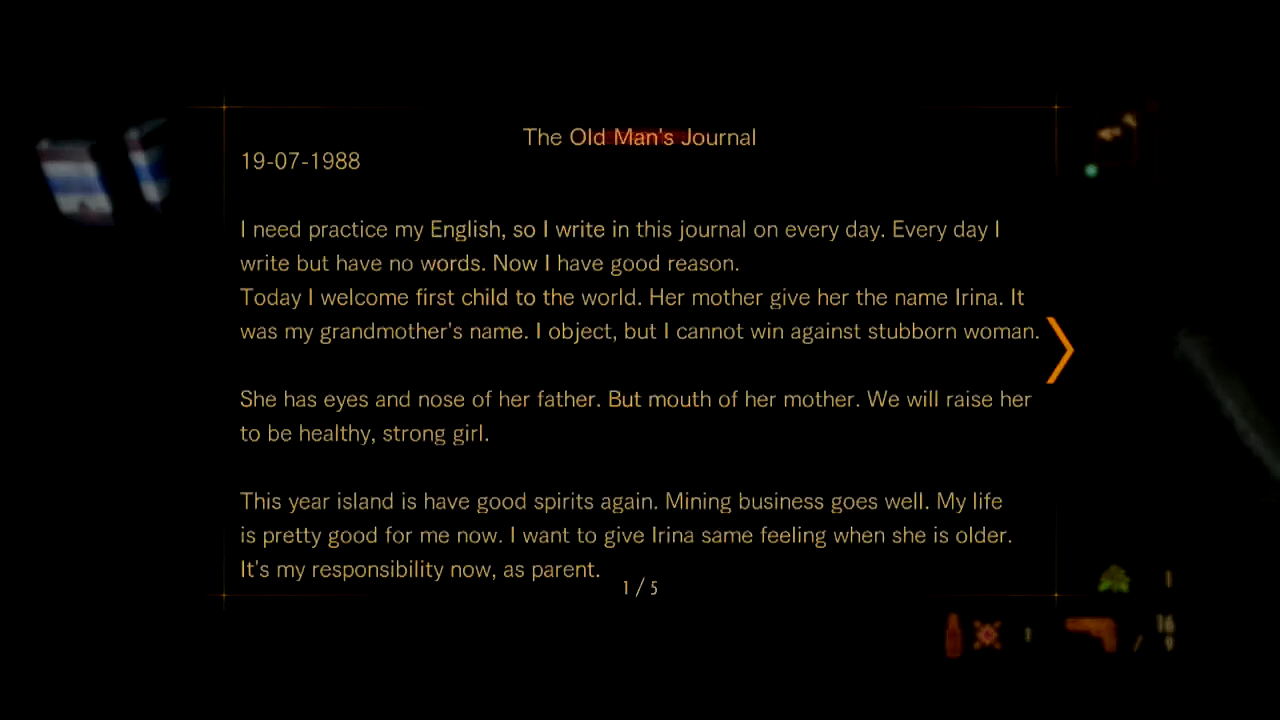 The Old Man's Journal
19-07-1988
I need practice my English, so I write in this journal on every day. Every day I
write but have no words. Now I have good reason.
Today I welcome first child to the world. Her mother give her the name Irina. It
was my grandmother's name. I object, but I cannot win against stubborn woman.
She has eyes and nose of her father. But mouth of her mother. We will raise her
to be healthy, strong girl.
This year island is have good spirits again. Mining business goes well. My life
is pretty good for me now. I want to give Irina same feeling when she is older.
It's my responsibility now, as parent.
1 / 5
1
1
16
/ 9